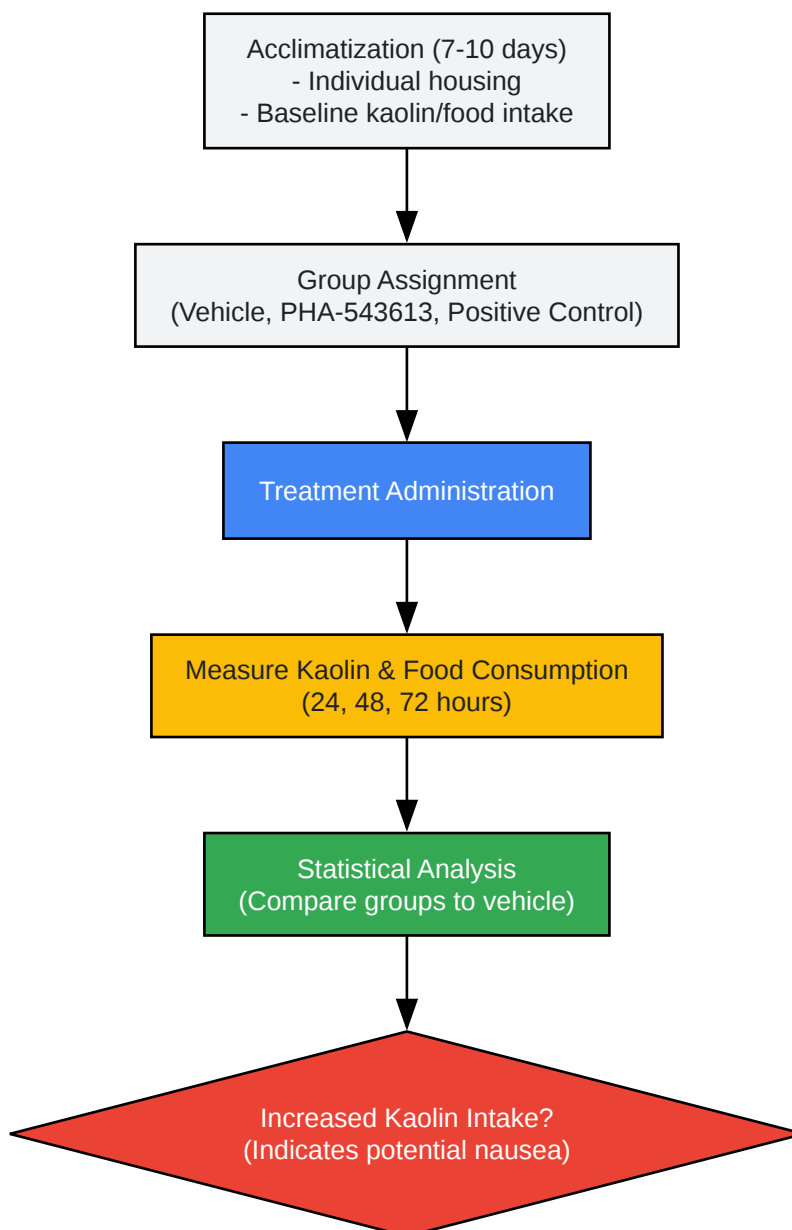 Acclimatization (7-10 days)
- Individual housing
- Baseline kaolin/food intake
Group Assignment
(Vehicle, PHA-543613, Positive Control)
Treatment Administration
Measure Kaolin & Food Consumption
(24, 48, 72 hours)
Statistical Analysis
(Compare groups to vehicle)
Increased Kaolin Intake?
(Indicates potential nausea)